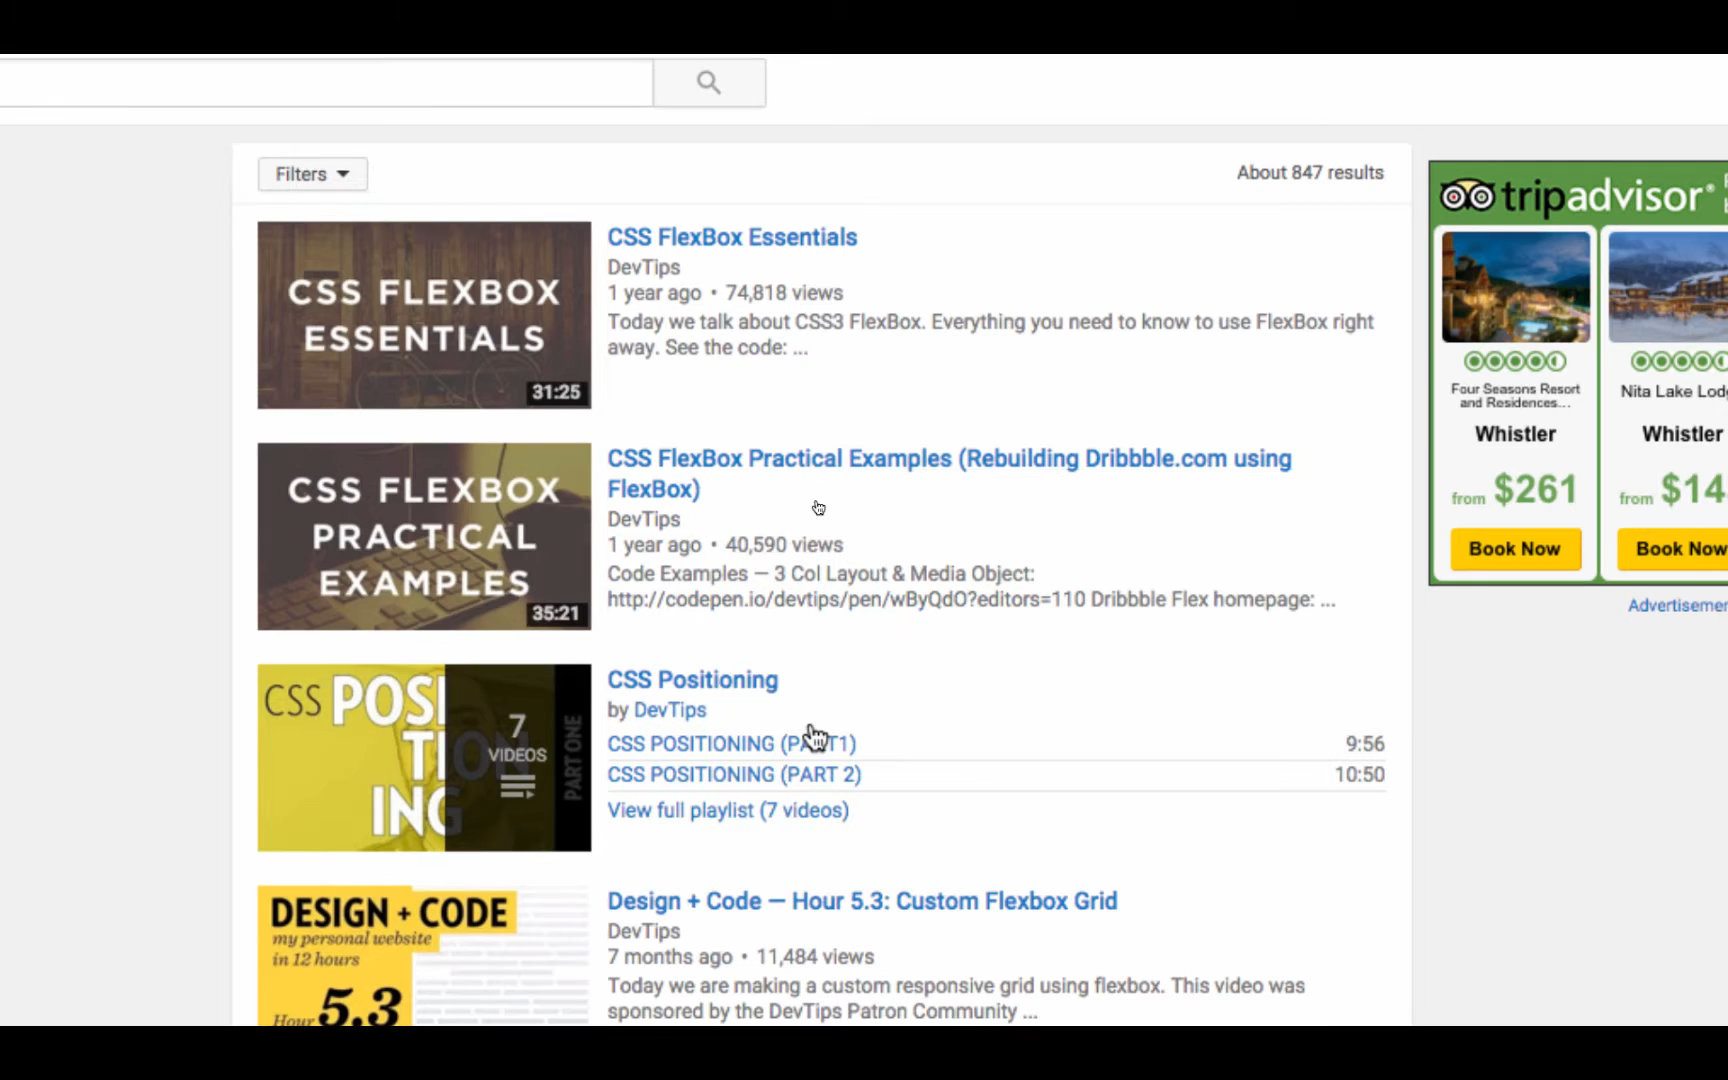 Filters
About 847 results
CSS FLEXBOX
ESSENTIALS
31:25
CSS FlexBox Essentials
DevTips
1 year ago • 74,818 views
Today we talk about CSS3 FlexBox. Everything you need to know to use FlexBox right
away. See the code: ...
CSS FLEXBOX
PRACTICAL
EXAMPLES
35:21
CSS FlexBox Practical Examples (Rebuilding Dribbble.com using
FlexBox)
DevTips
1 year ago • 40,590 views
Code Examples — 3 Col Layout & Media Object:
http://codepen.io/devtips/pen/wByQdO?editors=110 Dribbble Flex homepage: ...
CSS POSI
TION
ING
PART ONE
7
VIDEOS
CSS Positioning
by DevTips
CSS POSITIONING (PART1) 9:56
CSS POSITIONING (PART 2) 10:50
View full playlist (7 videos)
DESIGN + CODE
my personal website
in 12 hours
Hour 5.3
Design + Code — Hour 5.3: Custom Flexbox Grid
DevTips
7 months ago • 11,484 views
Today we are making a custom responsive grid using flexbox. This video was
sponsored by the DevTips Patron Community ...
tripadvisor®
Four Seasons Resort
and Residences...
Whistler
from $261
Book Now
Nita Lake Lod
Whistler
from $14
Book Now
Advertisemen